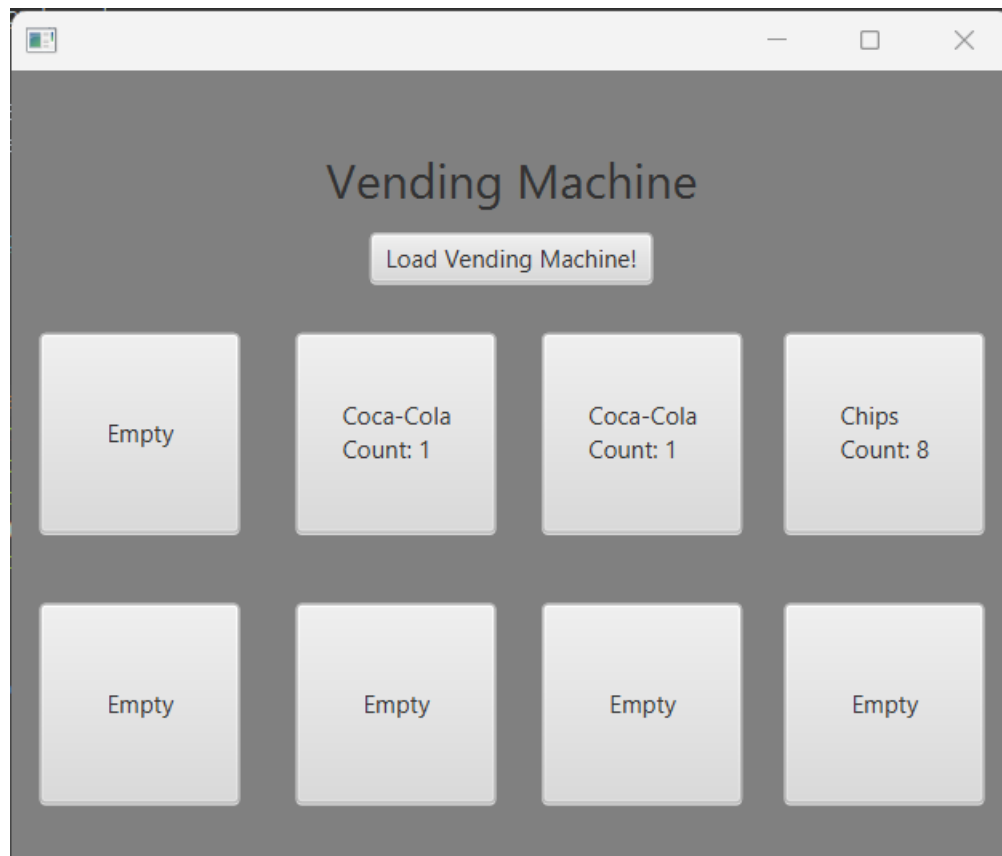 Vending Machine
Load Vending Machine!
Empty
Coca-Cola
Count: 1
Coca-Cola
Count: 1
Chips
Count: 8
Empty
Empty
Empty
Empty